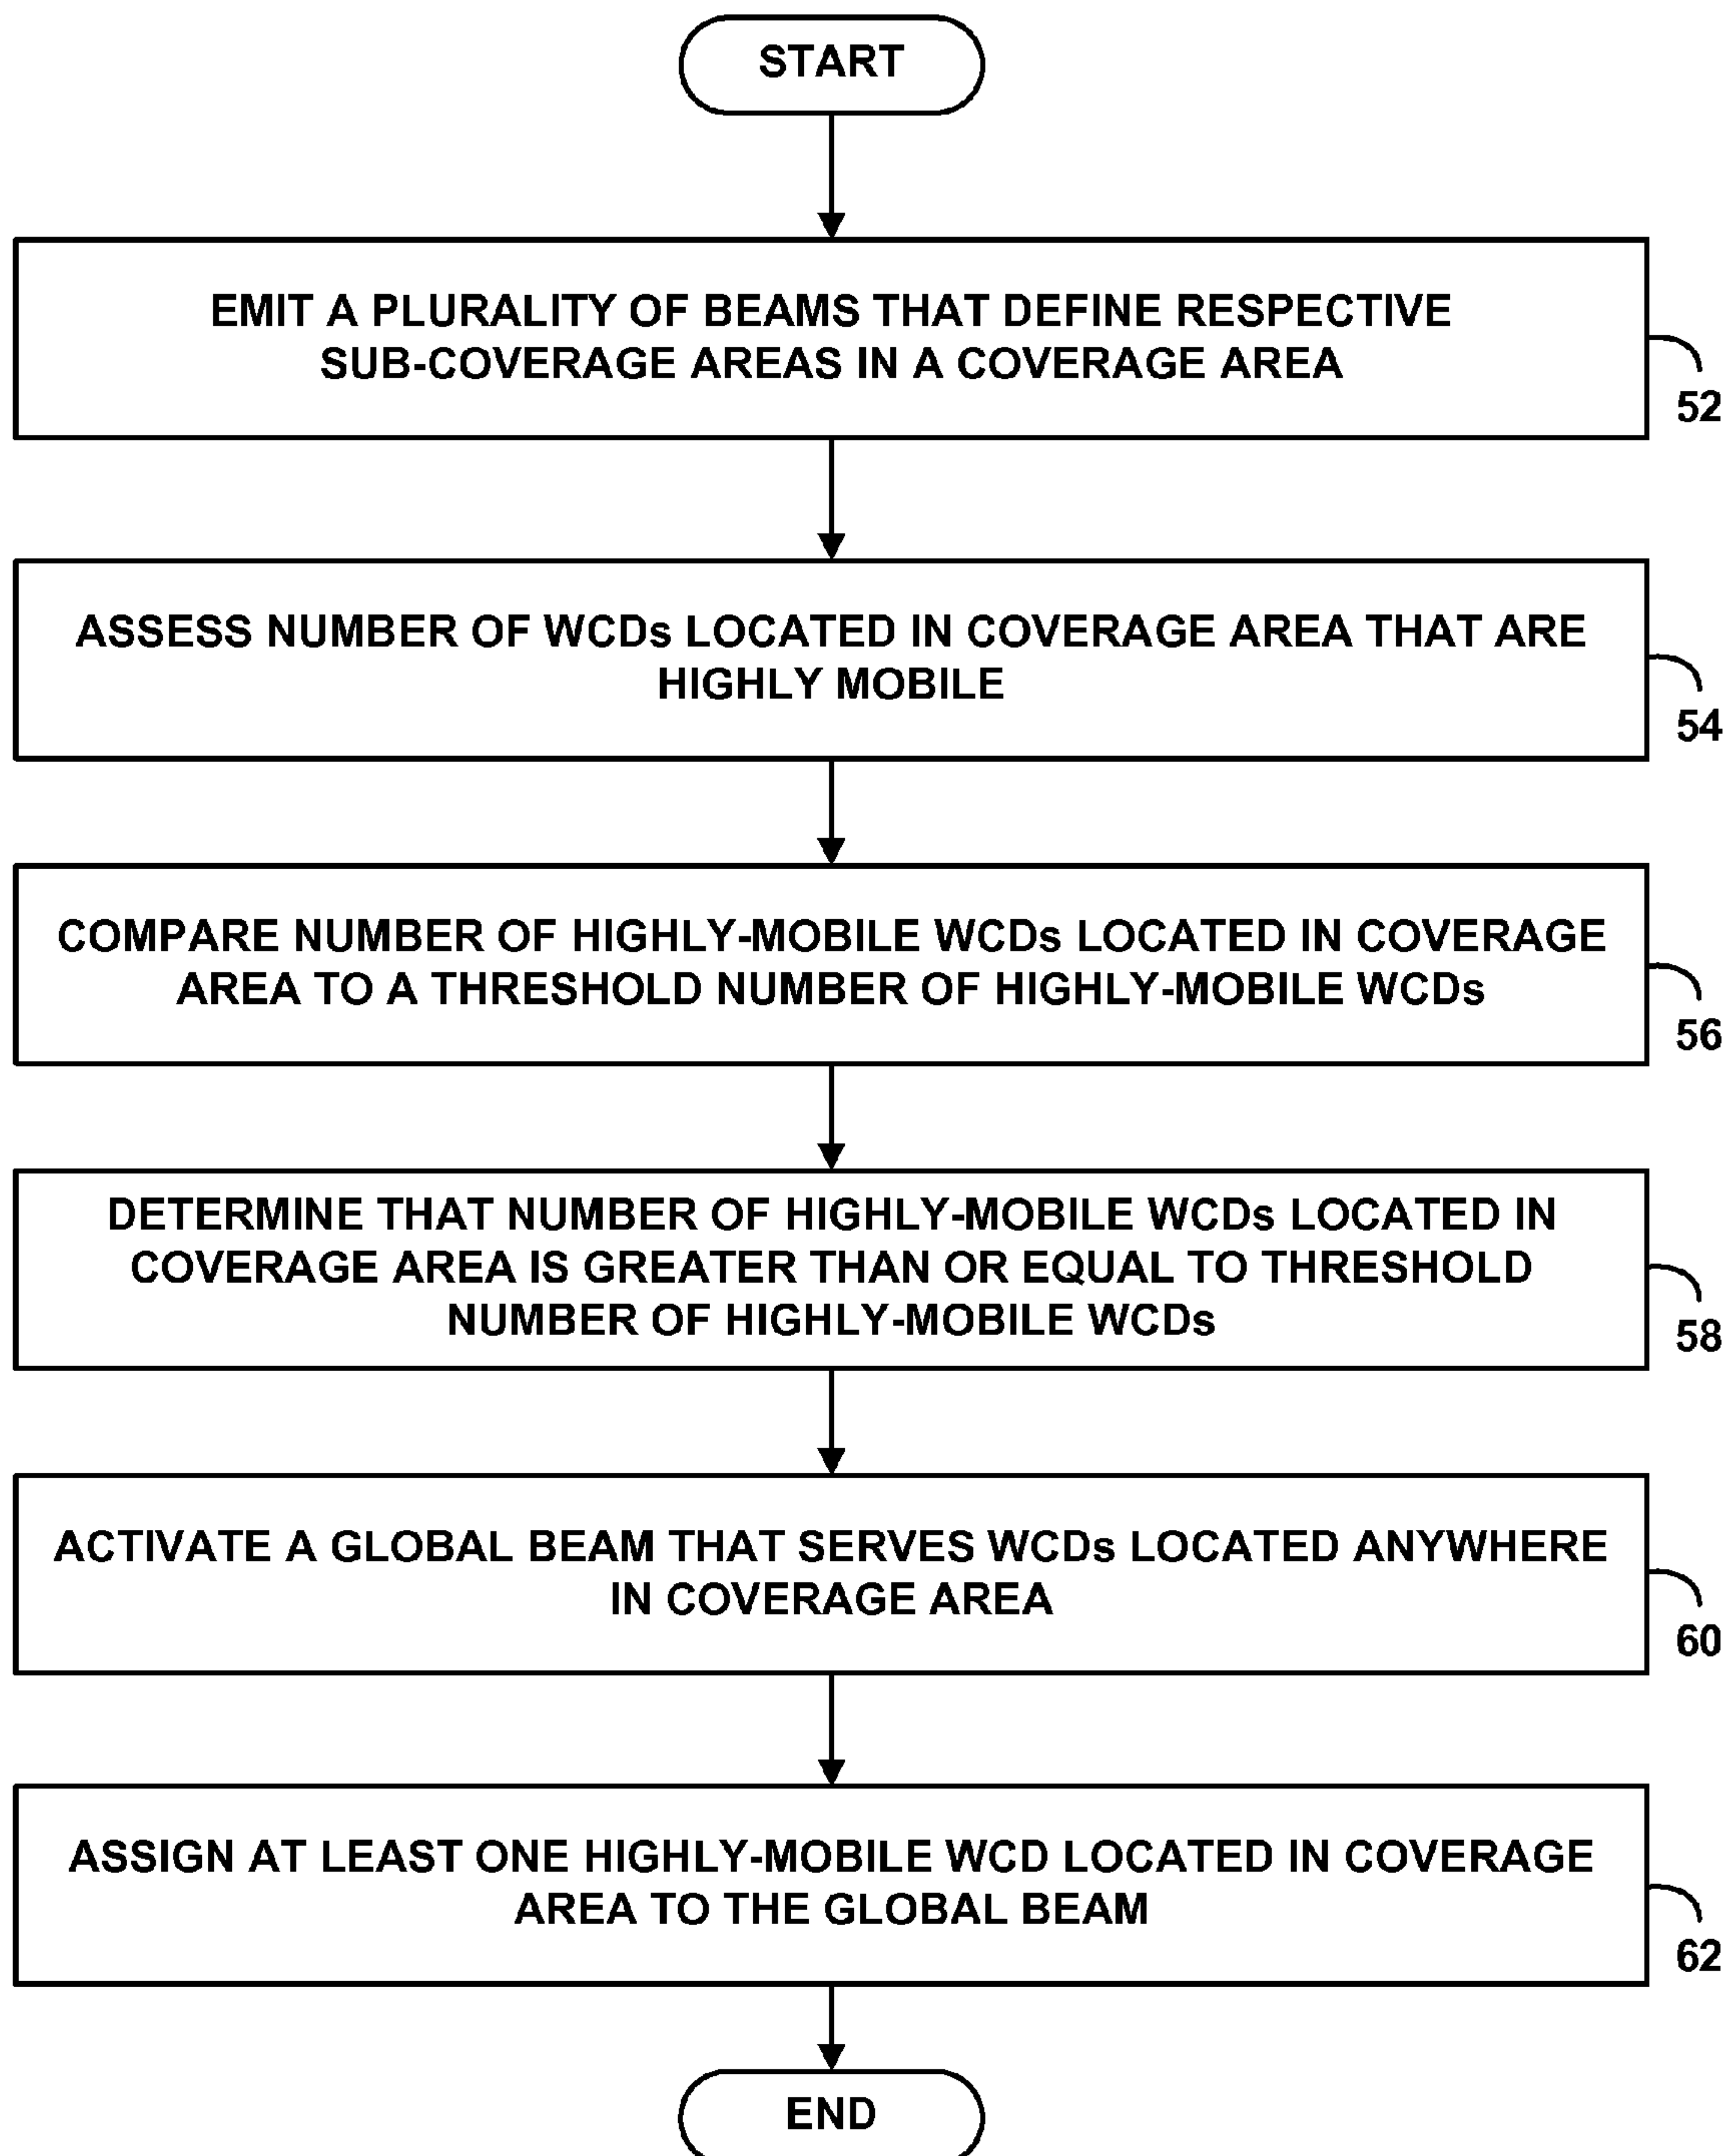 START
EMIT A PLURALITY OF BEAMS THAT DEFINE RESPECTIVE
SUB-COVERAGE AREAS IN A COVERAGE AREA
52
ASSESS NUMBER OF WCDs LOCATED IN COVERAGE AREA THAT ARE
HIGHLY MOBILE
54
COMPARE NUMBER OF HIGHLY-MOBILE WCDs LOCATED IN COVERAGE
AREA TO A THRESHOLD NUMBER OF HIGHLY-MOBILE WCDs
56
DETERMINE THAT NUMBER OF HIGHLY-MOBILE WCDs LOCATED IN
COVERAGE AREA IS GREATER THAN OR EQUAL TO THRESHOLD
NUMBER OF HIGHLY-MOBILE WCDs
58
ACTIVATE A GLOBAL BEAM THAT SERVES WCDs LOCATED ANYWHERE
IN COVERAGE AREA
60
ASSIGN AT LEAST ONE HIGHLY-MOBILE WCD LOCATED IN COVERAGE
AREA TO THE GLOBAL BEAM
62
END